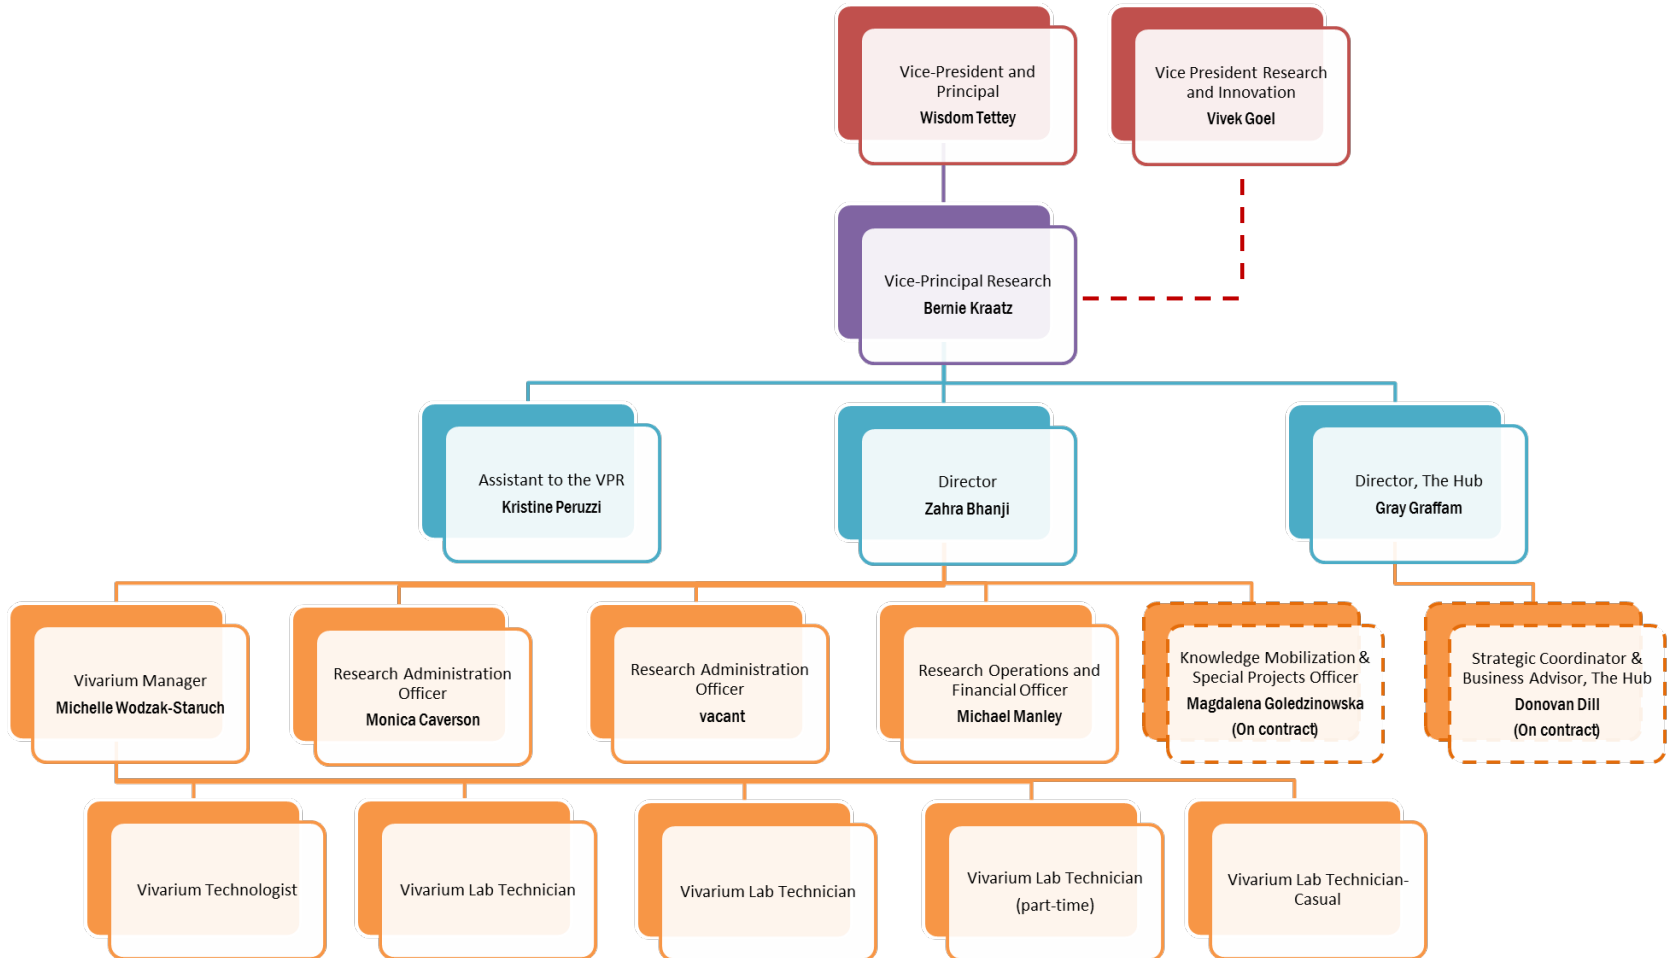 Vice-President and
Principal
Wisdom Tettey
Vice President Research
and Innovation
Vivek Goel
Vice-Principal Research
Bernie Kraatz
Assistant to the VPR
Kristine Peruzzi
Director
Zahra Bhanji
Director, The Hub
Gray Graffam
Vivarium Manager
Michelle Wodzak-Staruch
Research Administration
Officer
Monica Caverson
Research Administration
Officer
vacant
Research Operations and
Financial Officer
Michael Manley
Knowledge Mobilization &
Special Projects Officer
Magdalena Goledzinowska
(On contract)
Strategic Coordinator &
Business Advisor, The Hub
Donovan Dill
(On contract)
Vivarium Technologist
Vivarium Lab Technician
Vivarium Lab Technician
Vivarium Lab Technician
(part-time)
Vivarium Lab Technician-
Casual